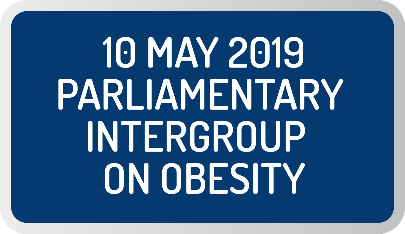 10 MAY 2019
PARLIAMENTARY
INTERGROUP
ON OBESITY